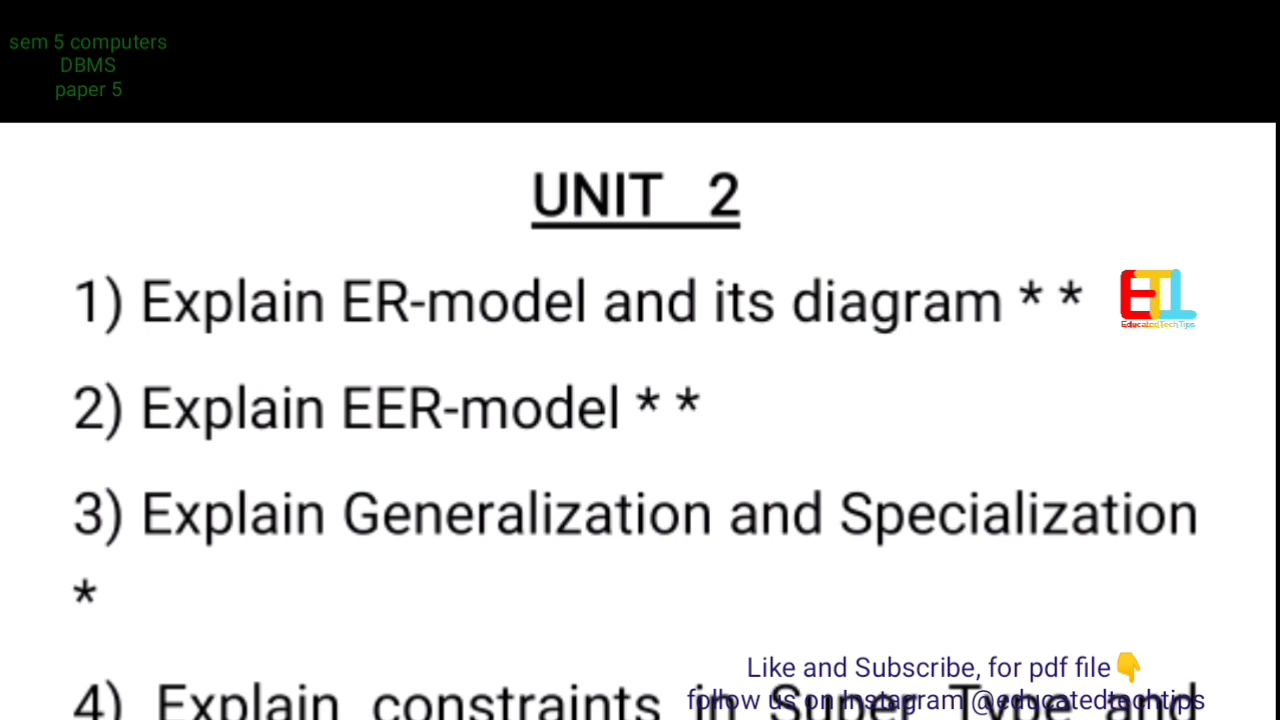 sem 5 computers
DBMS
paper 5
UNIT 2
1) Explain ER-model and its diagram * *
ETL
EducatedTechTips
2) Explain EER-model * *
3) Explain Generalization and Specialization
*
Like and Subscribe, for pdf file👇
follow us on Instagram @educatedtechtips
4) Explain constraints in Super Type and